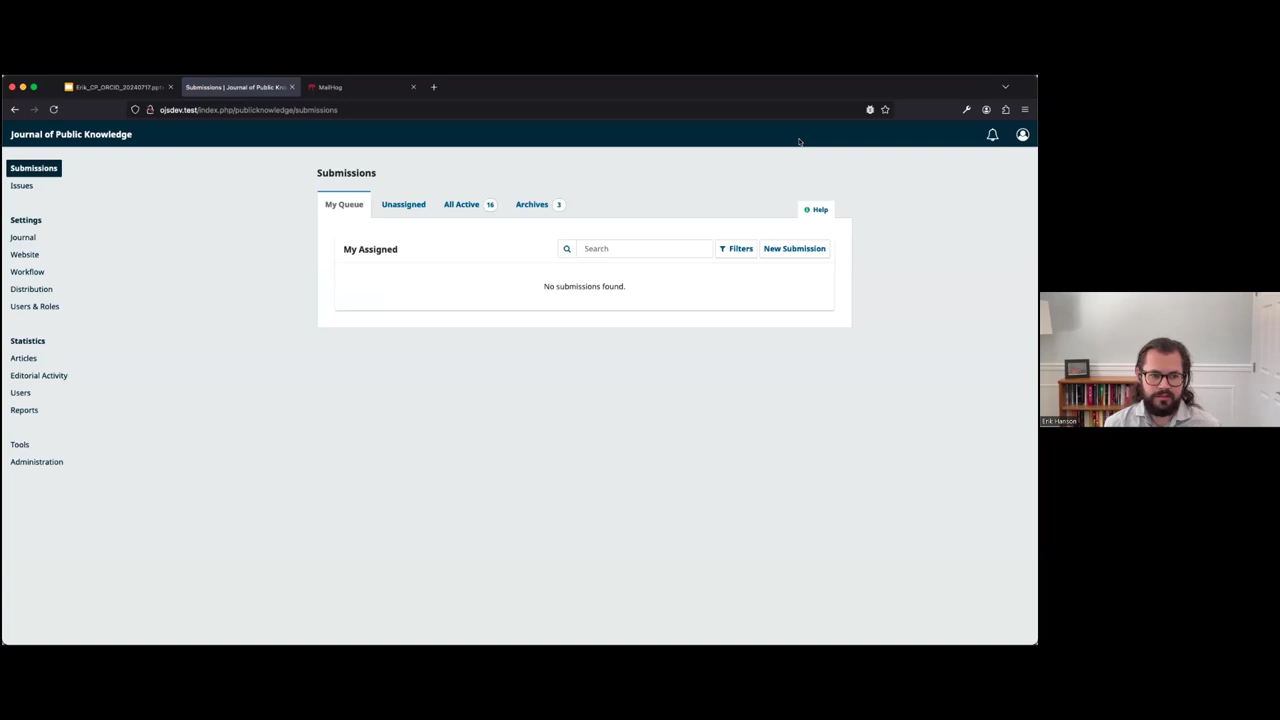 Erik_CP_ORCID_20240717.ppt
Submissions | Journal of Public Kno
MailHog
ojsdev.test/index.php/publicknowledge/submissions
Journal of Public Knowledge
Submissions
Issues
Settings
Journal
Website
Workflow
Distribution
Users & Roles
Statistics
Articles
Editorial Activity
Users
Reports
Tools
Administration
Submissions
My Queue
Unassigned
All Active 16
Archives 3
Help
My Assigned
Search
Filters
New Submission
No submissions found.
Erik Hanson